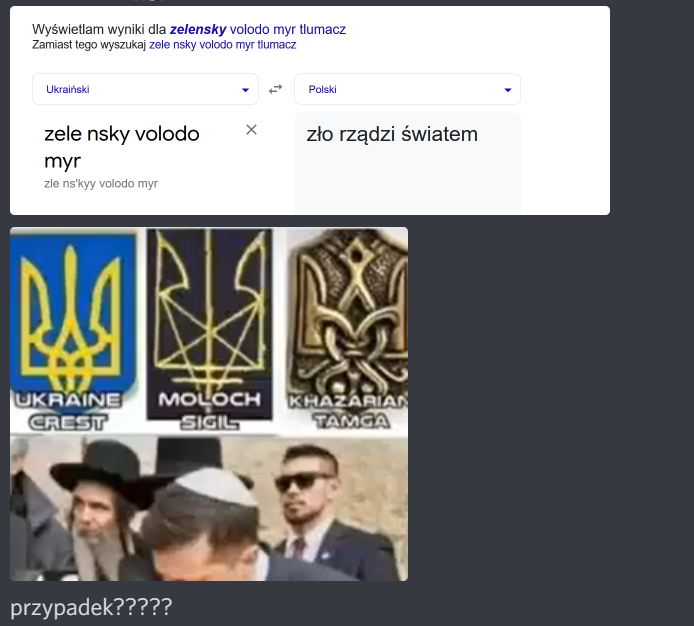 Wyświetlam wyniki dla zelensky volodo myr tlumacz
Zamiast tego wyszukaj zele nsky volodo myr tlumacz
Ukraiński
Polski
zele nsky volodo
myr
zle ns'kyy volodo myr
zło rządzi światem
UKRAINE
CREST
MOLOCH
SIGIL
KHAZARIAN
TAMGA
przypadek?????